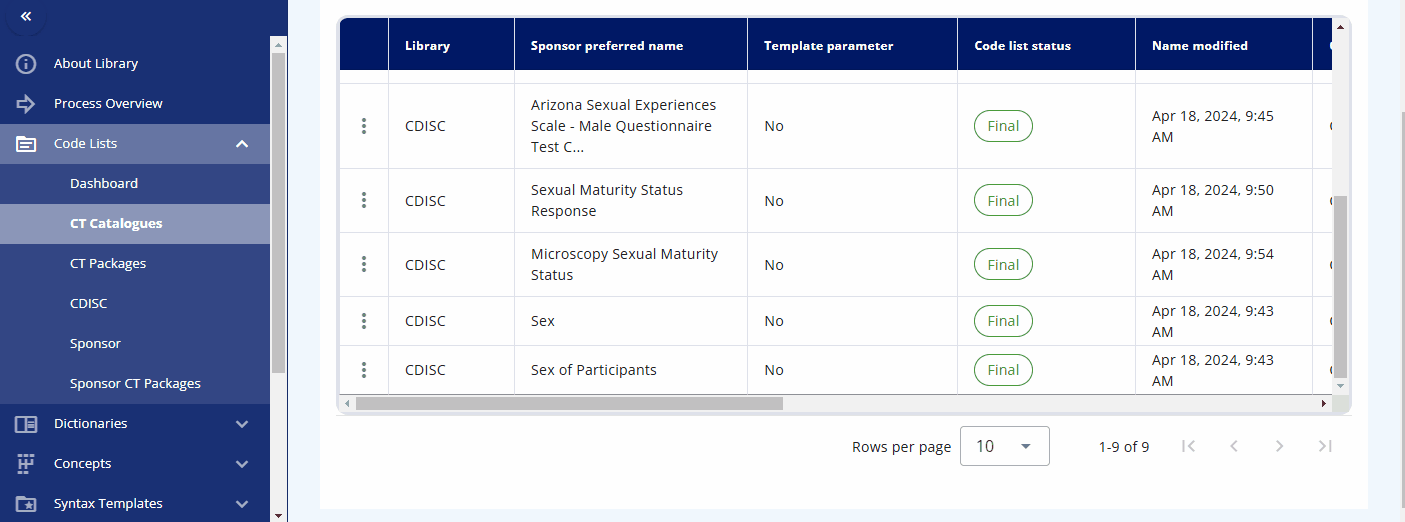 About Library
Process Overview
Code Lists
Dashboard
CT Catalogues
CT Packages
CDISC
Sponsor
Sponsor CT Packages
Dictionaries
Concepts
Syntax Templates
Library Sponsor preferred name Template parameter Code list status Name modified
Arizona Sexual Experiences
Scale - Male Questionnaire
Test C...
CDISC No Final Apr 18, 2024, 9:45
AM
Sexual Maturity Status
Response
CDISC No Final Apr 18, 2024, 9:50
AM
Microscopy Sexual Maturity
Status
CDISC No Final Apr 18, 2024, 9:54
AM
CDISC Sex No Final Apr 18, 2024, 9:43
AM
CDISC Sex of Participants No Final Apr 18, 2024, 9:43
AM
Rows per page 10 1-9 of 9